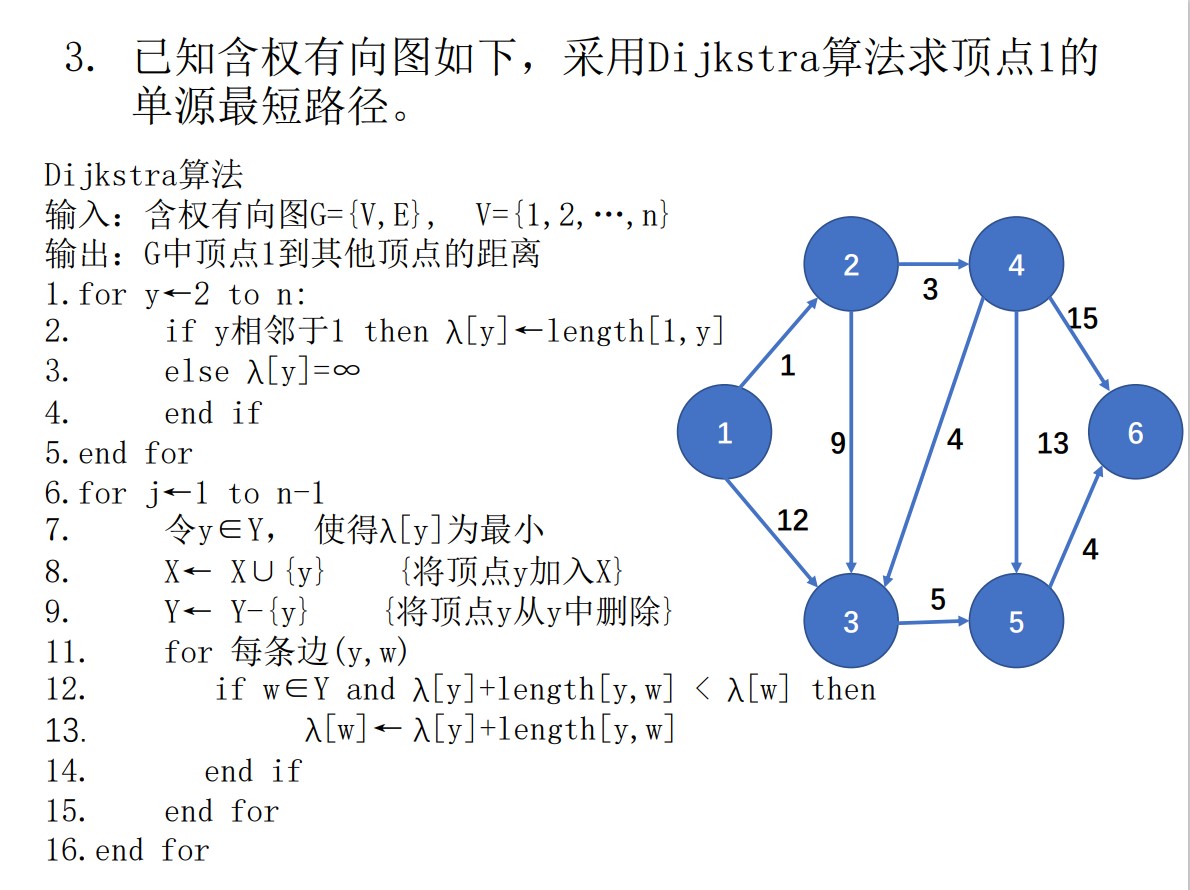 3. 已知含权有向图如下，采用Dijkstra算法求顶点1的
单源最短路径。
Dijkstra算法
输入：含权有向图G={V,E}, V={1,2,…,n}
输出：G中顶点1到其他顶点的距离
1.for y←2 to n:
2. if y相邻于1 then λ[y]←length[1,y]
3. else λ[y]=∞
4. end if
5.end for
6.for j←1 to n-1
7. 令y∈Y， 使得λ[y]为最小
8. X← X∪{y} {将顶点y加入X}
9. Y← Y-{y} {将顶点y从y中删除}
11. for 每条边(y,w)
12. if w∈Y and λ[y]+length[y,w] < λ[w] then
13. λ[w]← λ[y]+length[y,w]
14. end if
15. end for
16.end for
2
4
3
15
1
1
9
4
13
6
12
4
5
3
5